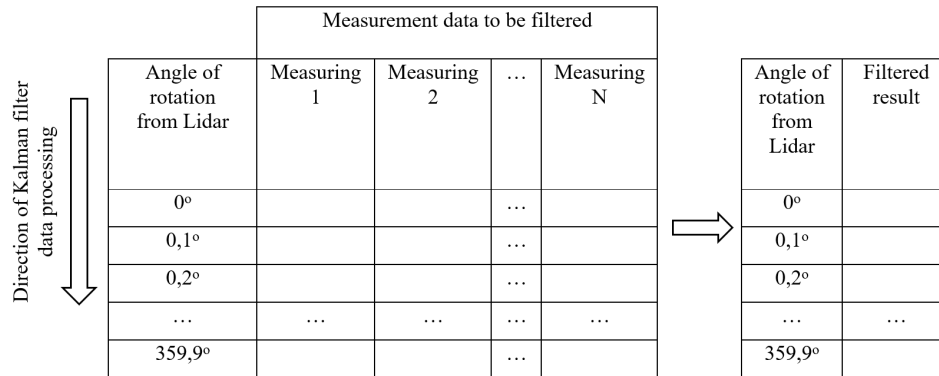 Measurement data to be filtered
Direction of Kalman filter
data processing
Angle of
rotation
from Lidar
Measuring
1
Measuring
2
…
Measuring
N
0°
…
0,1°
…
0,2°
…
… … … … …
359,9°
…
Angle of
rotation
from
Lidar
Filtered
result
0°
0,1°
0,2°
… …
359,9°